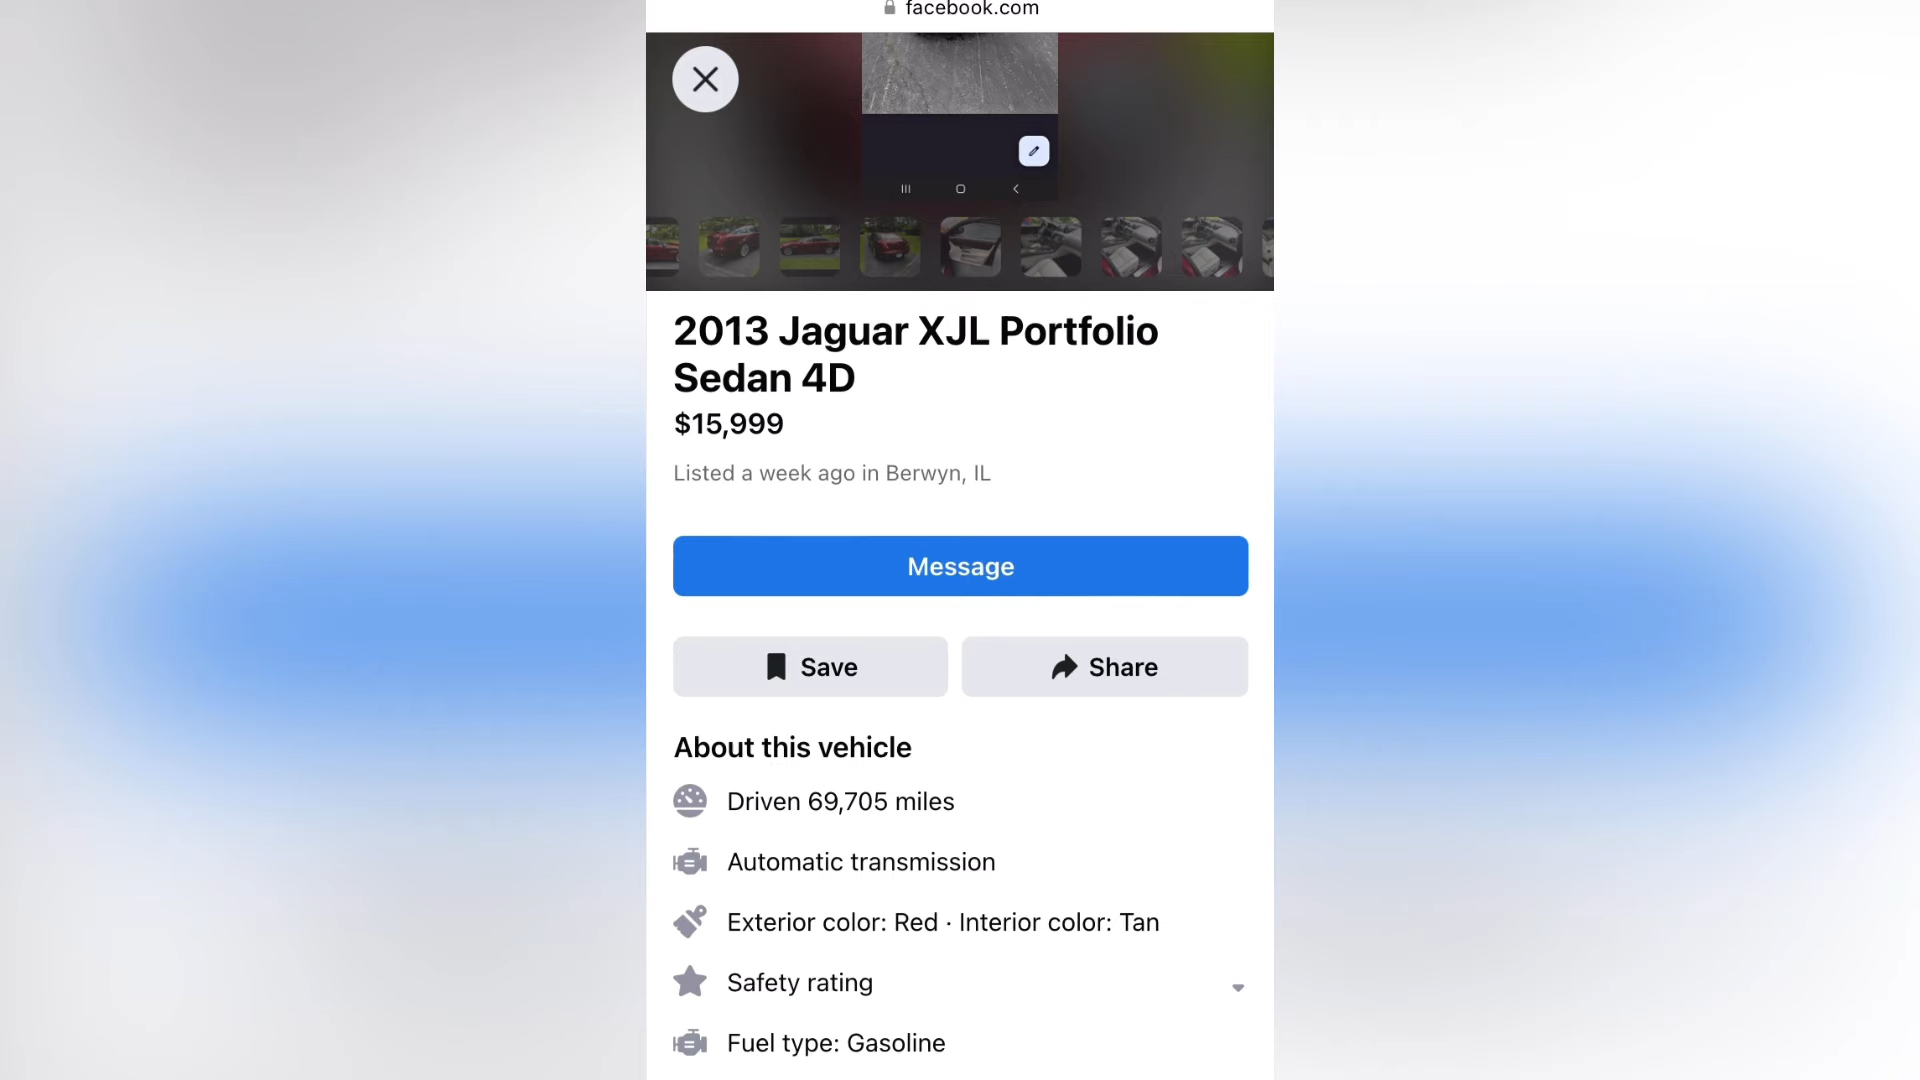 facebook.com
2013 Jaguar XJL Portfolio
Sedan 4D
$15,999
Listed a week ago in Berwyn, IL
Message
Save
Share
About this vehicle
Driven 69,705 miles
Automatic transmission
Exterior color: Red · Interior color: Tan
Safety rating
Fuel type: Gasoline